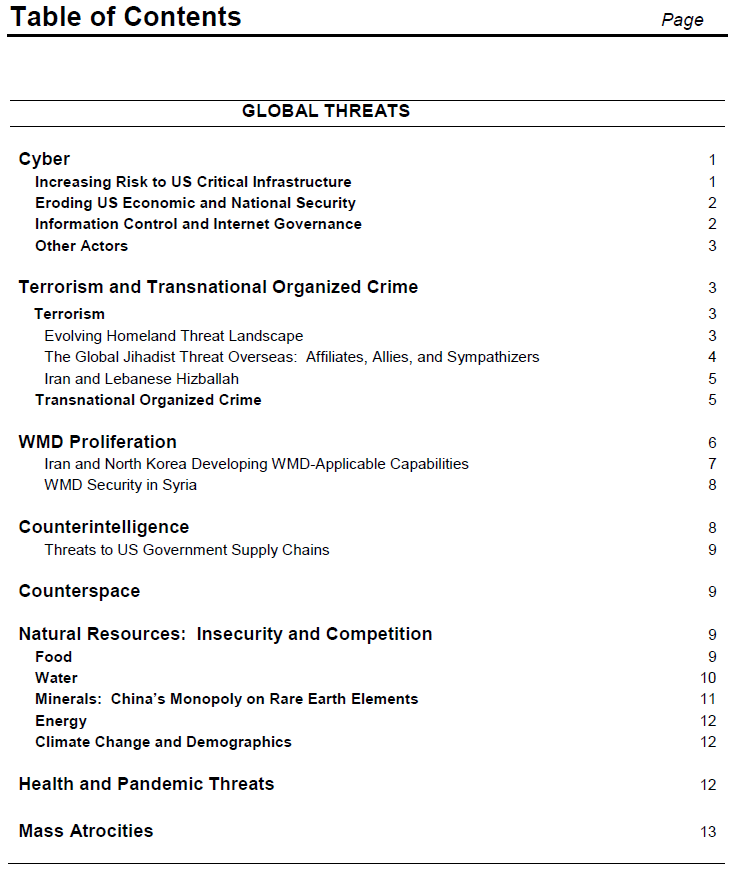 Table of Contents Page
GLOBAL THREATS
Cyber 1
Increasing Risk to US Critical Infrastructure 1
Eroding US Economic and National Security 2
Information Control and Internet Governance 2
Other Actors 3
Terrorism and Transnational Organized Crime 3
Terrorism 3
Evolving Homeland Threat Landscape 3
The Global Jihadist Threat Overseas: Affiliates, Allies, and Sympathizers 4
Iran and Lebanese Hizballah 5
Transnational Organized Crime 5
WMD Proliferation 6
Iran and North Korea Developing WMD-Applicable Capabilities 7
WMD Security in Syria 8
Counterintelligence 8
Threats to US Government Supply Chains 9
Counterspace 9
Natural Resources: Insecurity and Competition 9
Food 9
Water 10
Minerals: China’s Monopoly on Rare Earth Elements 11
Energy 12
Climate Change and Demographics 12
Health and Pandemic Threats 12
Mass Atrocities 13